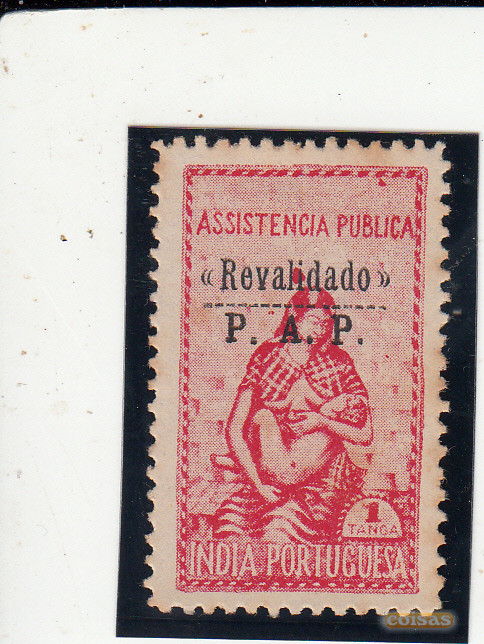 ASSISTENCIA PUBLICA
«Revalidado»
P. A. P.
1
TANGA
INDIA PORTUGUESA
coisas